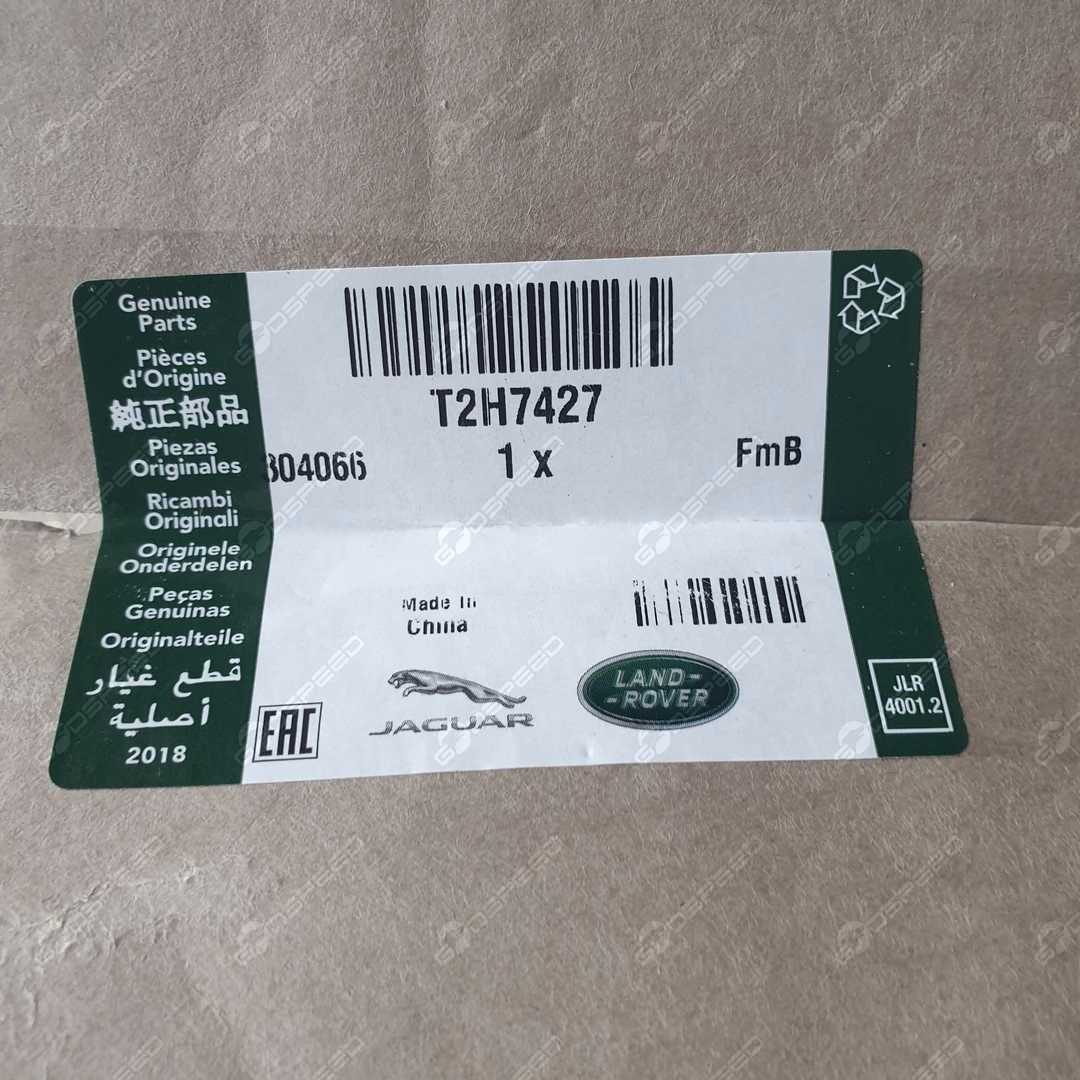 Genuine
Parts
Pièces
d'Origine
純正部品
Piezas
Originales
Ricambi
Originali
Originele
Onderdelen
Peças
Genuinas
Originalteile
قطع غيار
أصلية
2018
T2H7427
304066
1 x
FmB
Made In
China
EAC
JAGUAR
LAND-
-ROVER
JLR
4001.2
GODSPEED